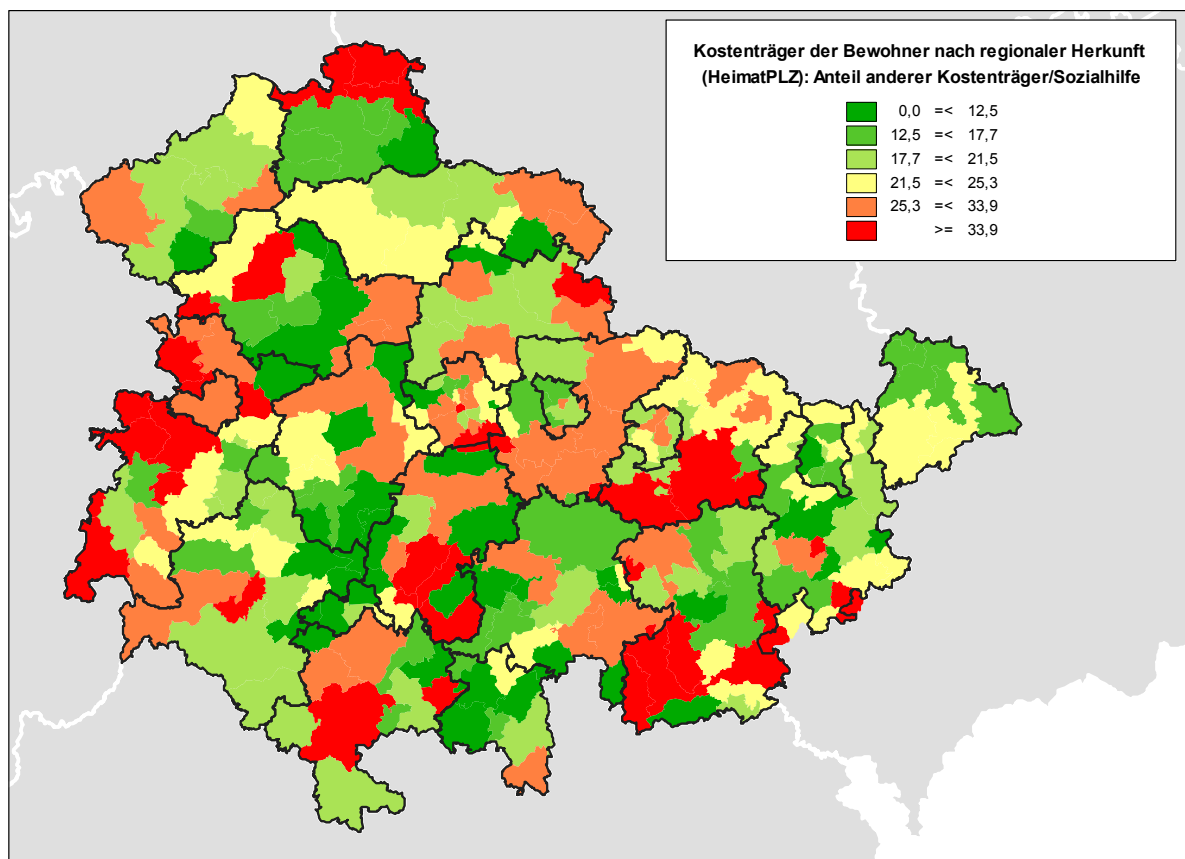 Kostenträger der Bewohner nach regionaler Herkunft
(HeimatPLZ): Anteil anderer Kostenträger/Sozialhilfe
0,0 =< 12,5
12,5 =< 17,7
17,7 =< 21,5
21,5 =< 25,3
25,3 =< 33,9
>= 33,9